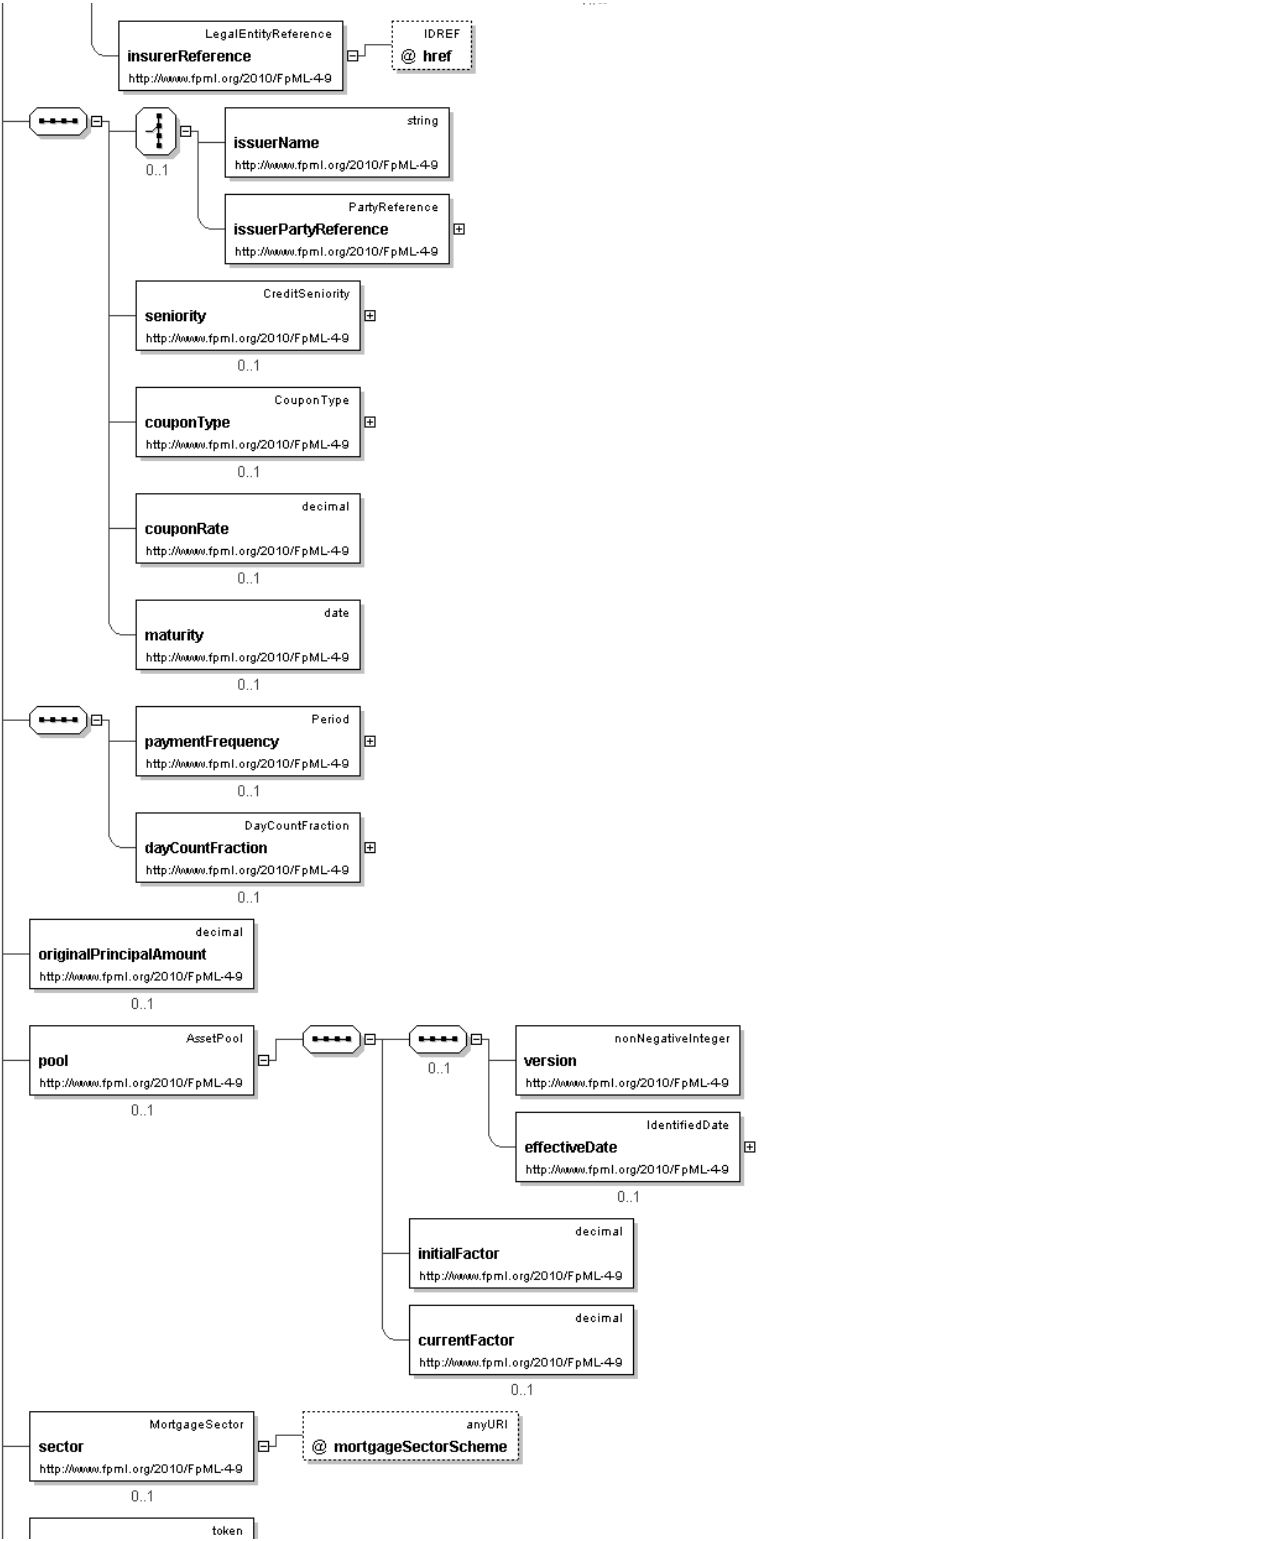 LegalEntityReference
insurerReference
http://www.fpml.org/2010/FpML-4-9
IDREF
@ href
string
issuerName
http://www.fpml.org/2010/FpML-4-9
0..1
PartyReference
issuerPartyReference
http://www.fpml.org/2010/FpML-4-9
CreditSeniority
seniority
http://www.fpml.org/2010/FpML-4-9
0..1
CouponType
couponType
http://www.fpml.org/2010/FpML-4-9
0..1
decimal
couponRate
http://www.fpml.org/2010/FpML-4-9
0..1
date
maturity
http://www.fpml.org/2010/FpML-4-9
0..1
Period
paymentFrequency
http://www.fpml.org/2010/FpML-4-9
0..1
DayCountFraction
dayCountFraction
http://www.fpml.org/2010/FpML-4-9
0..1
decimal
originalPrincipalAmount
http://www.fpml.org/2010/FpML-4-9
0..1
AssetPool
pool
http://www.fpml.org/2010/FpML-4-9
0..1
0..1
nonNegativeInteger
version
http://www.fpml.org/2010/FpML-4-9
IdentifiedDate
effectiveDate
http://www.fpml.org/2010/FpML-4-9
0..1
decimal
initialFactor
http://www.fpml.org/2010/FpML-4-9
decimal
currentFactor
http://www.fpml.org/2010/FpML-4-9
0..1
MortgageSector
sector
http://www.fpml.org/2010/FpML-4-9
0..1
anyURI
@ mortgageSectorScheme
token